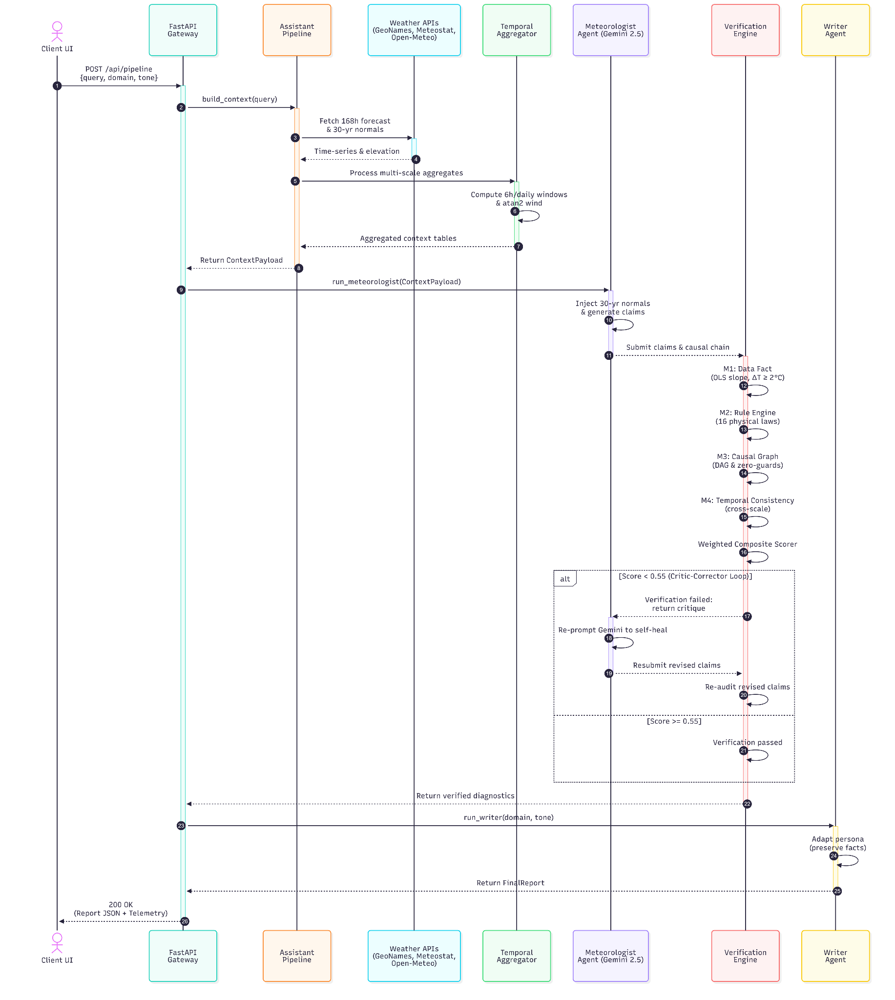 Client UI
FastAPI
Gateway
Assistant
Pipeline
Weather APIs
(GeoNames, Meteostat,
Open-Meteo)
Temporal
Aggregator
Meteorologist
Agent (Gemini 2.5)
Verification
Engine
Writer
Agent
POST /api/pipeline
{query, domain, tone}
1
build_context(query)
2
Fetch 168h forecast
& 30-yr normals
3
Time-series & elevation
4
Process multi-scale aggregates
5
Compute 6h/daily windows
& atan2 wind
6
Aggregated context tables
7
Return ContextPayload
8
run_meteorologist(ContextPayload)
9
Inject 30-yr normals
& generate claims
10
Submit claims & causal chain
11
M1: Data Fact
(OLS slope, ΔT ≥ 2°C)
12
M2: Rule Engine
(16 physical laws)
13
M3: Causal Graph
(DAG & zero-guards)
14
M4: Temporal Consistency
(cross-scale)
15
Weighted Composite Scorer
16
alt
[Score < 0.55 (Critic-Corrector Loop)]
Verification failed:
return critique
17
Re-prompt Gemini to self-heal
18
Resubmit revised claims
19
Re-audit revised claims
20
[Score >= 0.55]
Verification passed
21
Return verified diagnostics
22
run_writer(domain, tone)
23
Adapt persona
(preserve facts)
24
Return FinalReport
25
200 OK
(Report JSON + Telemetry)
26
Client UI
FastAPI
Gateway
Assistant
Pipeline
Weather APIs
(GeoNames, Meteostat,
Open-Meteo)
Temporal
Aggregator
Meteorologist
Agent (Gemini 2.5)
Verification
Engine
Writer
Agent